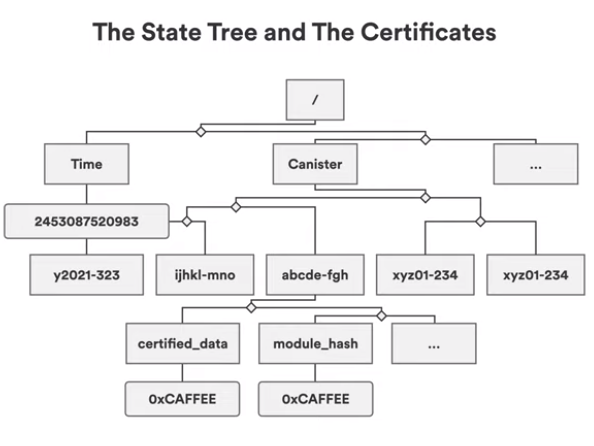 The State Tree and The Certificates
/
Time
Canister
...
2453087520983
y2021-323
ijhkl-mno
abcde-fgh
xyz01-234
xyz01-234
certified_data
module_hash
...
0xCAFFEE
0xCAFFEE